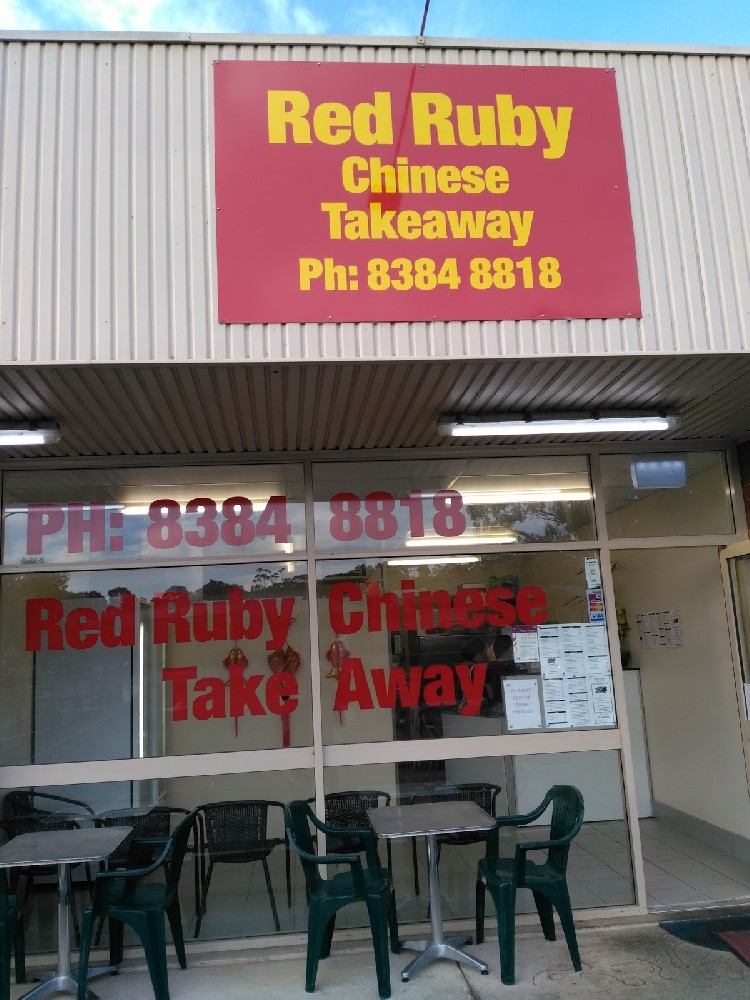 Red Ruby
Chinese
Takeaway
Ph: 8384 8818
PH: 8384 8818
Red Ruby Chinese
Take Away